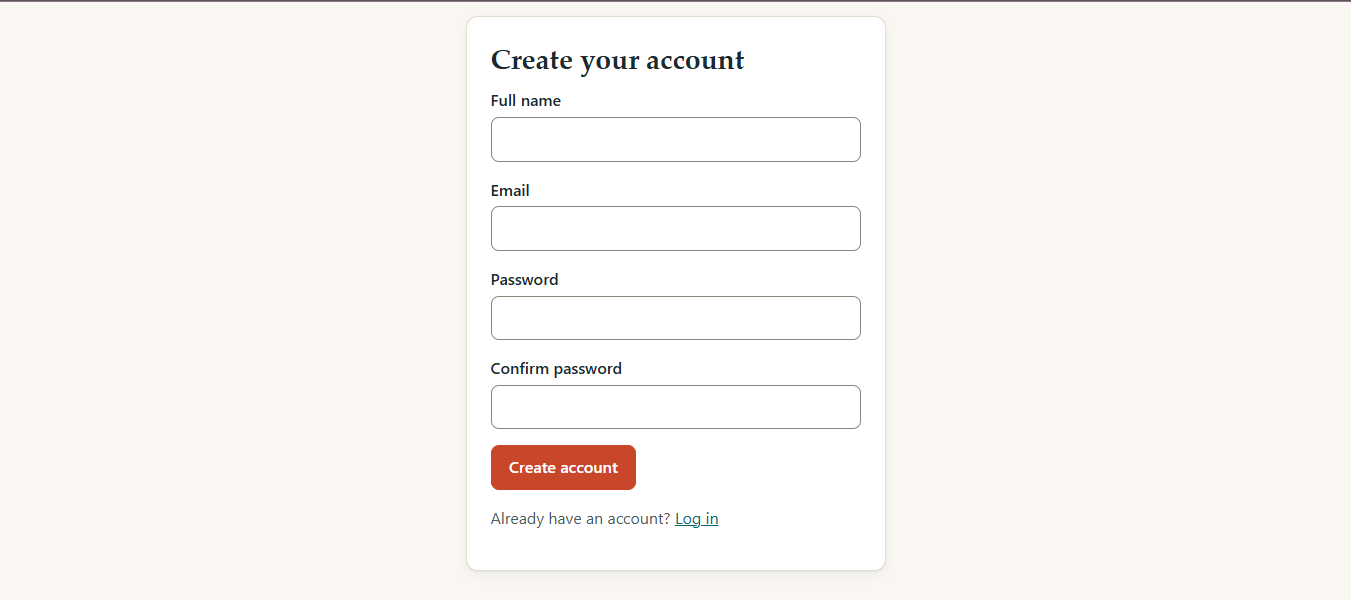 Create your account
Full name
Email
Password
Confirm password
Create account
Already have an account? Log in